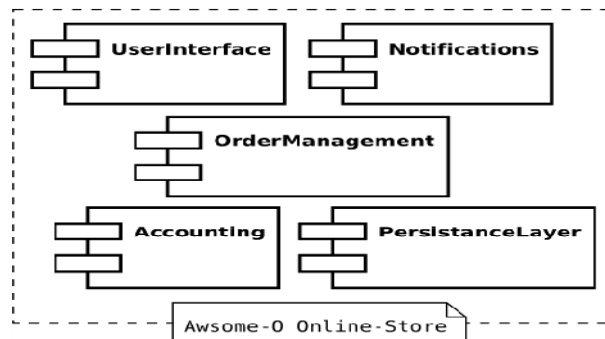 UserInterface
Notifications
OrderManagement
Accounting
PersistanceLayer
Awsome-O Online-Store